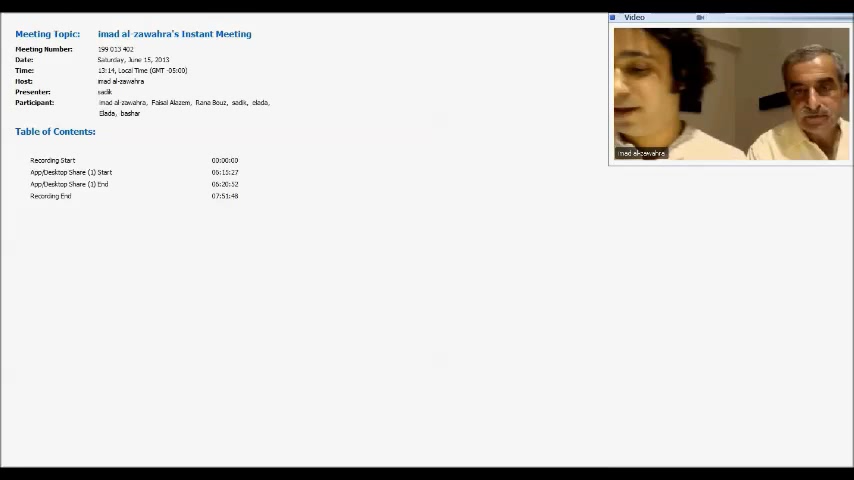 Meeting Topic: imad al-zawahra's Instant Meeting
Meeting Number: 199 013 402
Date: Saturday, June 15, 2013
Time: 13:14, Local Time (GMT -05:00)
Host: imad al-zawahra
Presenter: sadik
Participant: imad al-zawahra, Faisal Alazem, Rana Bouz, sadik, elada,
Elada, bashar
Table of Contents:
Recording Start 00:00:00
App/Desktop Share (1) Start 06:15:27
App/Desktop Share (1) End 06:20:52
Recording End 07:51:48
Video
imad al-zawahra